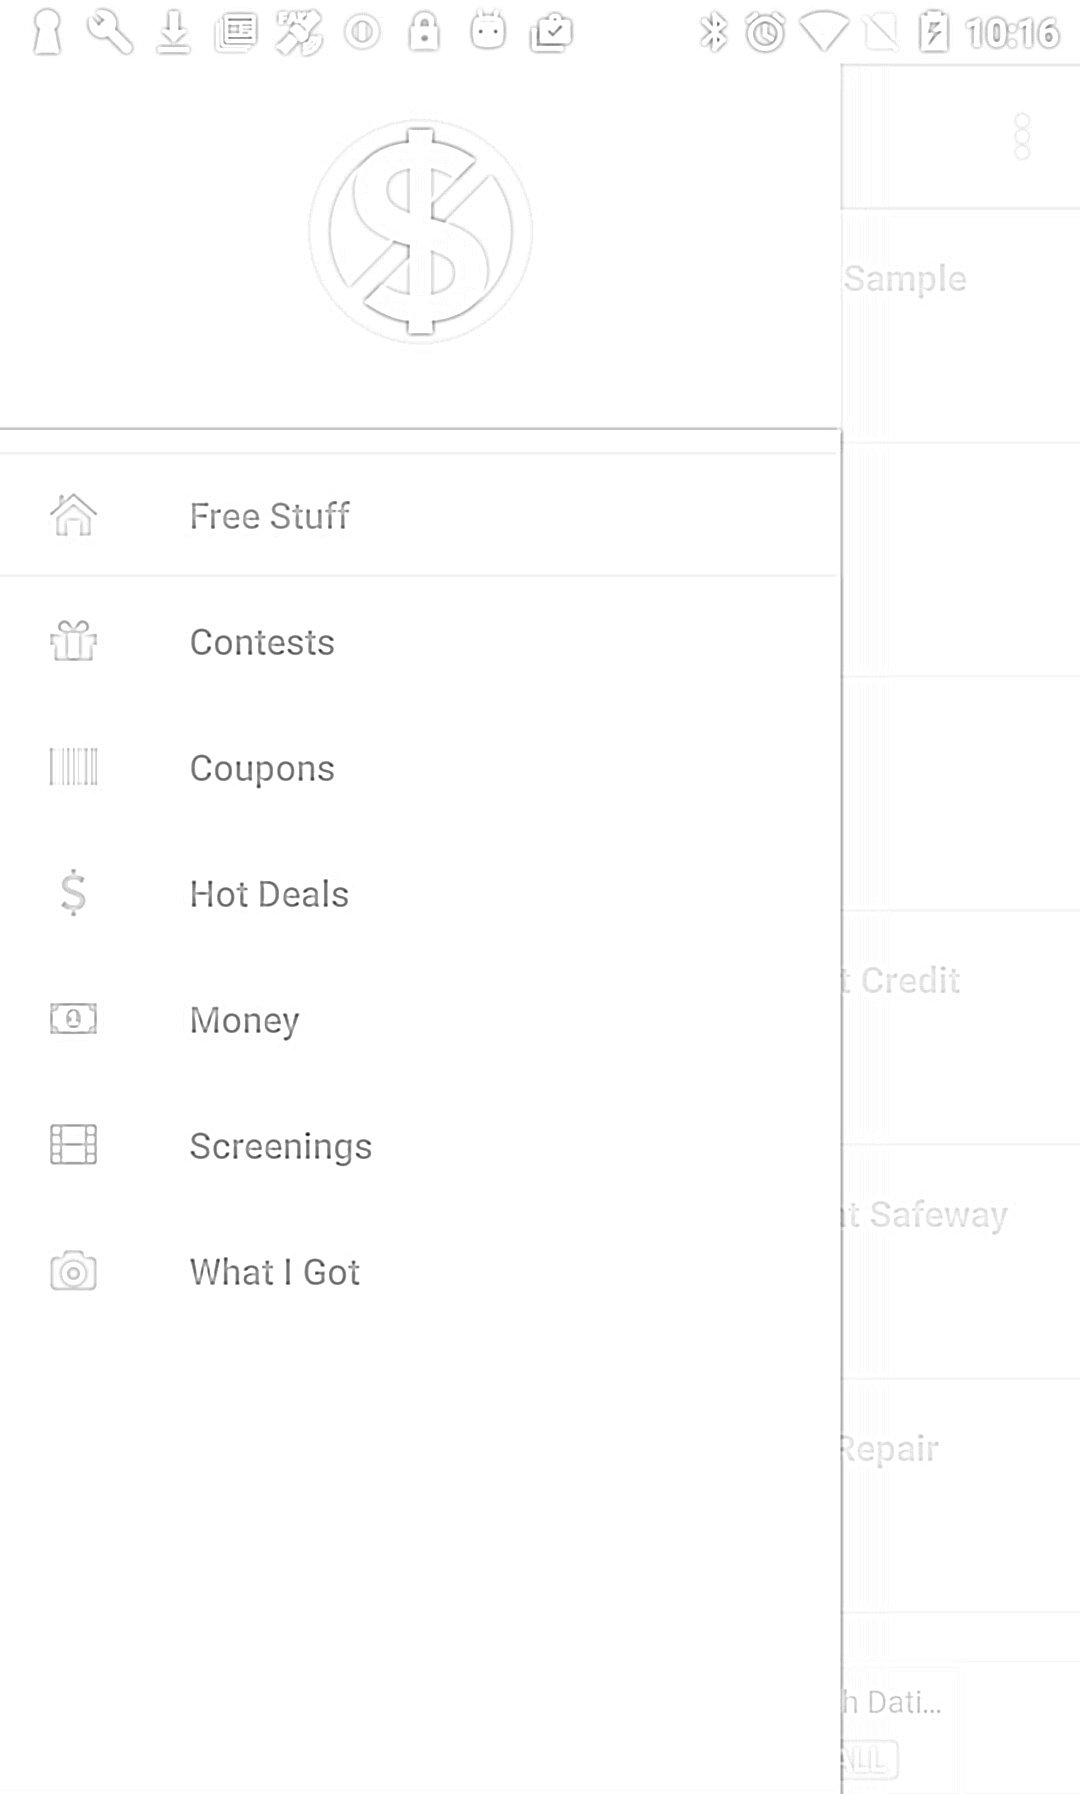 10:16
Sample
Free Stuff
Contests
Coupons
Hot Deals
t Credit
Money
Screenings
t Safeway
What I Got
Repair
h Dati...
ALL